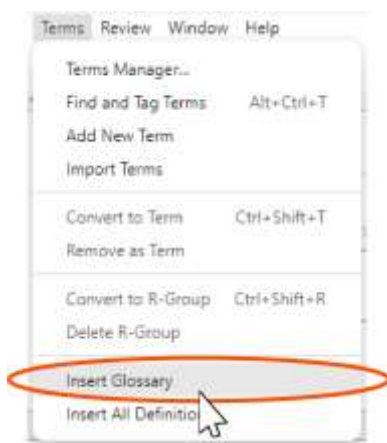 Terms Review Window Help
Terms Manager...
Find and Tag Terms Alt+Ctrl+T
Add New Term
Import Terms
Convert to Term Ctrl+Shift+T
Remove as Term
Convert to R-Group Ctrl+Shift+R
Delete R-Group
Insert Glossary
Insert All Definitio